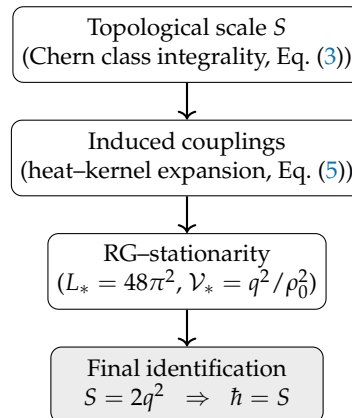 Topological scale S
(Chern class integrality, Eq. (3))
Induced couplings
(heat–kernel expansion, Eq. (5))
RG–stationarity
(L∗ = 48π², 𝒱∗ = q²/ρ₀²)
Final identification
S = 2q² ⇒ ħ = S